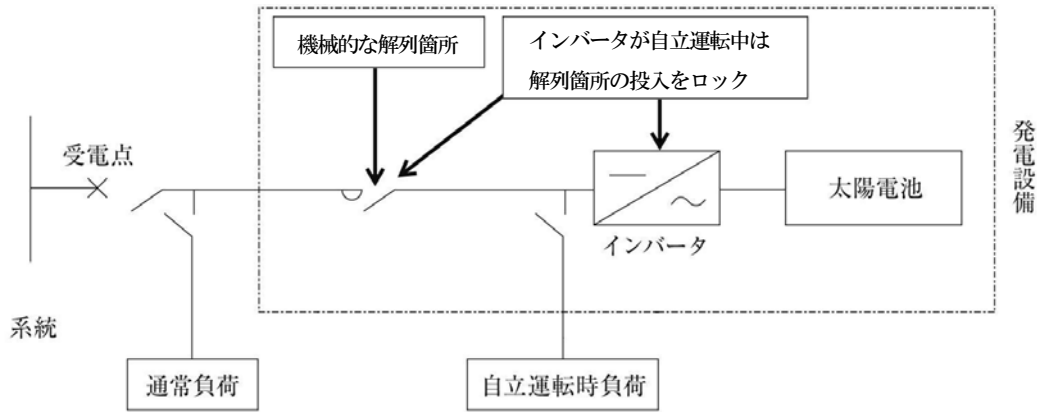 機械的な解列箇所
インバータが自立運転中は
解列箇所の投入をロック
受電点
発電設備
太陽電池
インバータ
系統
通常負荷
自立運転時負荷